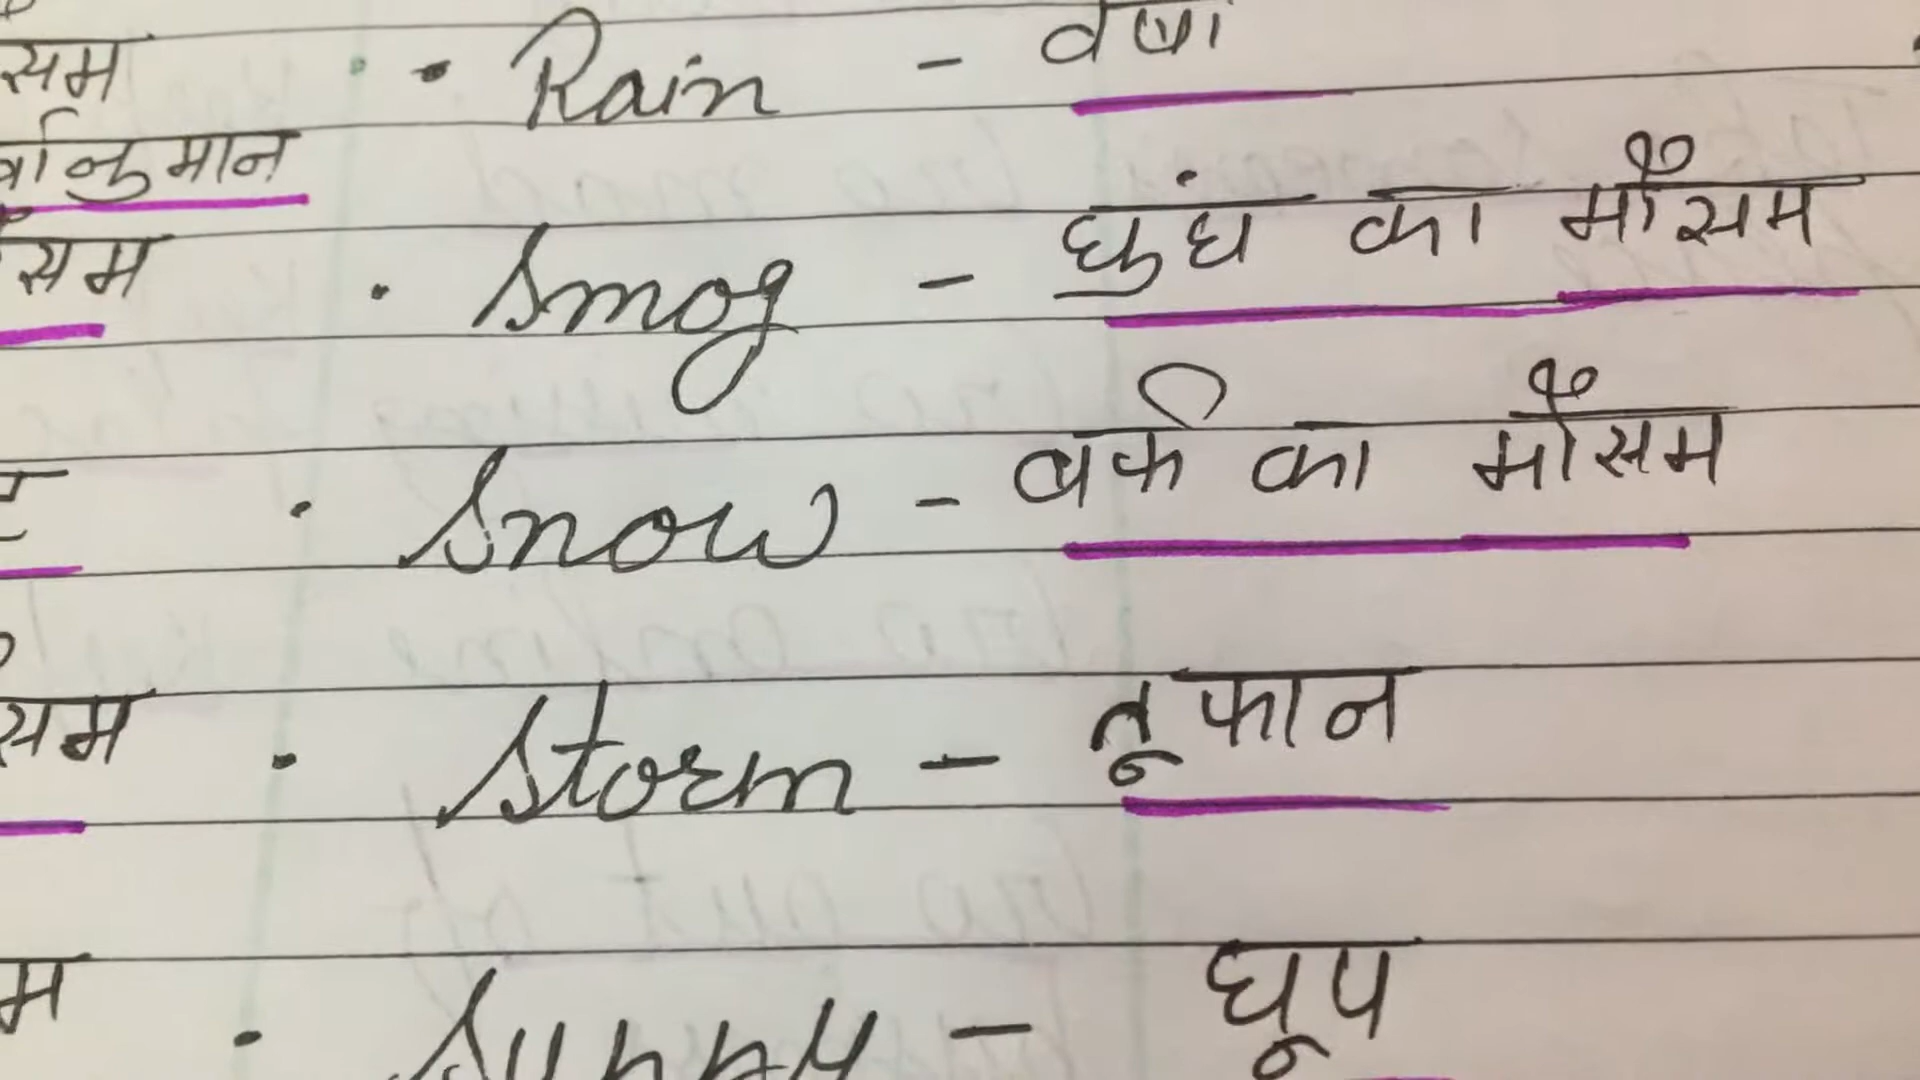 सम · Rain - वर्षा
र्वानुमान
सम · Smog - धुंध का मौसम
· Snow - बर्फ का मौसम
सम · Storm - तूफान
म · Sunny - धूप